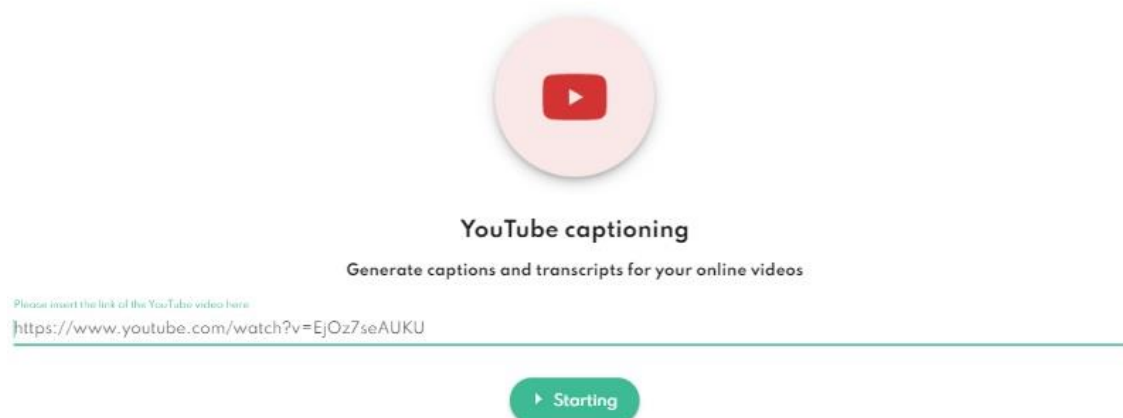 YouTube captioning
Generate captions and transcripts for your online videos
Please insert the link of the YouTube video here
https://www.youtube.com/watch?v=EjOz7seAUKU
Starting